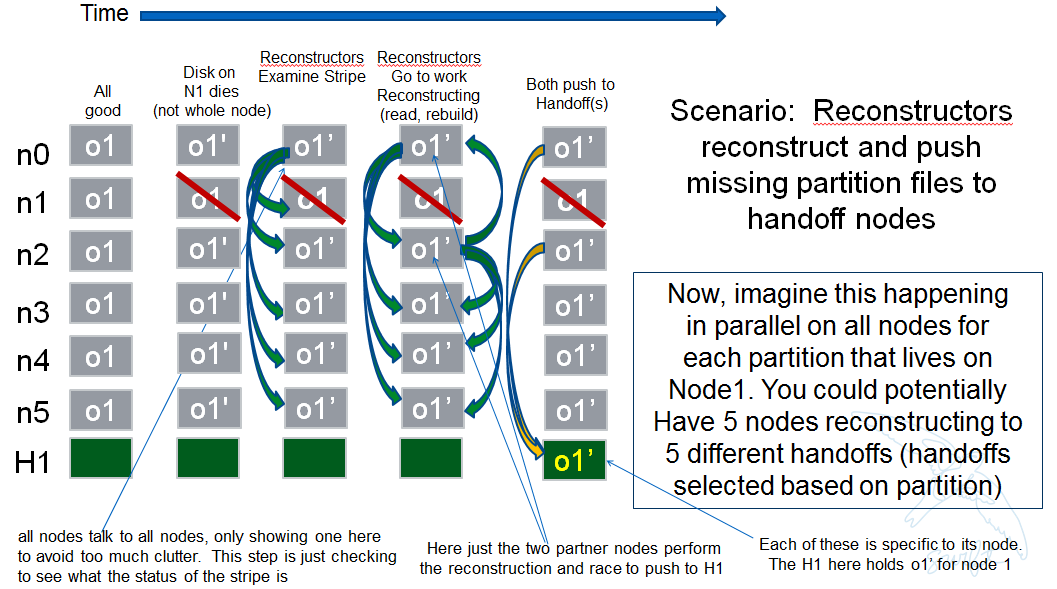 Time
All
good
Disk on
N1 dies
(not whole node)
Reconstructors
Examine Stripe
Reconstructors
Go to work
Reconstructing
(read, rebuild)
Both push to
Handoff(s)
Scenario: Reconstructors
reconstruct and push
missing partition files to
handoff nodes
n0 o1 o1' o1’ o1’ o1’
n1 o1 o1 o1 o1 o1
n2 o1 o1' o1’ o1’ o1’
n3 o1 o1' o1’ o1’ o1’
n4 o1 o1' o1’ o1’ o1’
n5 o1 o1' o1’ o1’ o1’
H1 o1’
Now, imagine this happening
in parallel on all nodes for
each partition that lives on
Node1. You could potentially
Have 5 nodes reconstructing to
5 different handoffs (handoffs
selected based on partition)
all nodes talk to all nodes, only showing one here
to avoid too much clutter. This step is just checking
to see what the status of the stripe is
Here just the two partner nodes perform
the reconstruction and race to push to H1
Each of these is specific to its node.
The H1 here holds o1’ for node 1